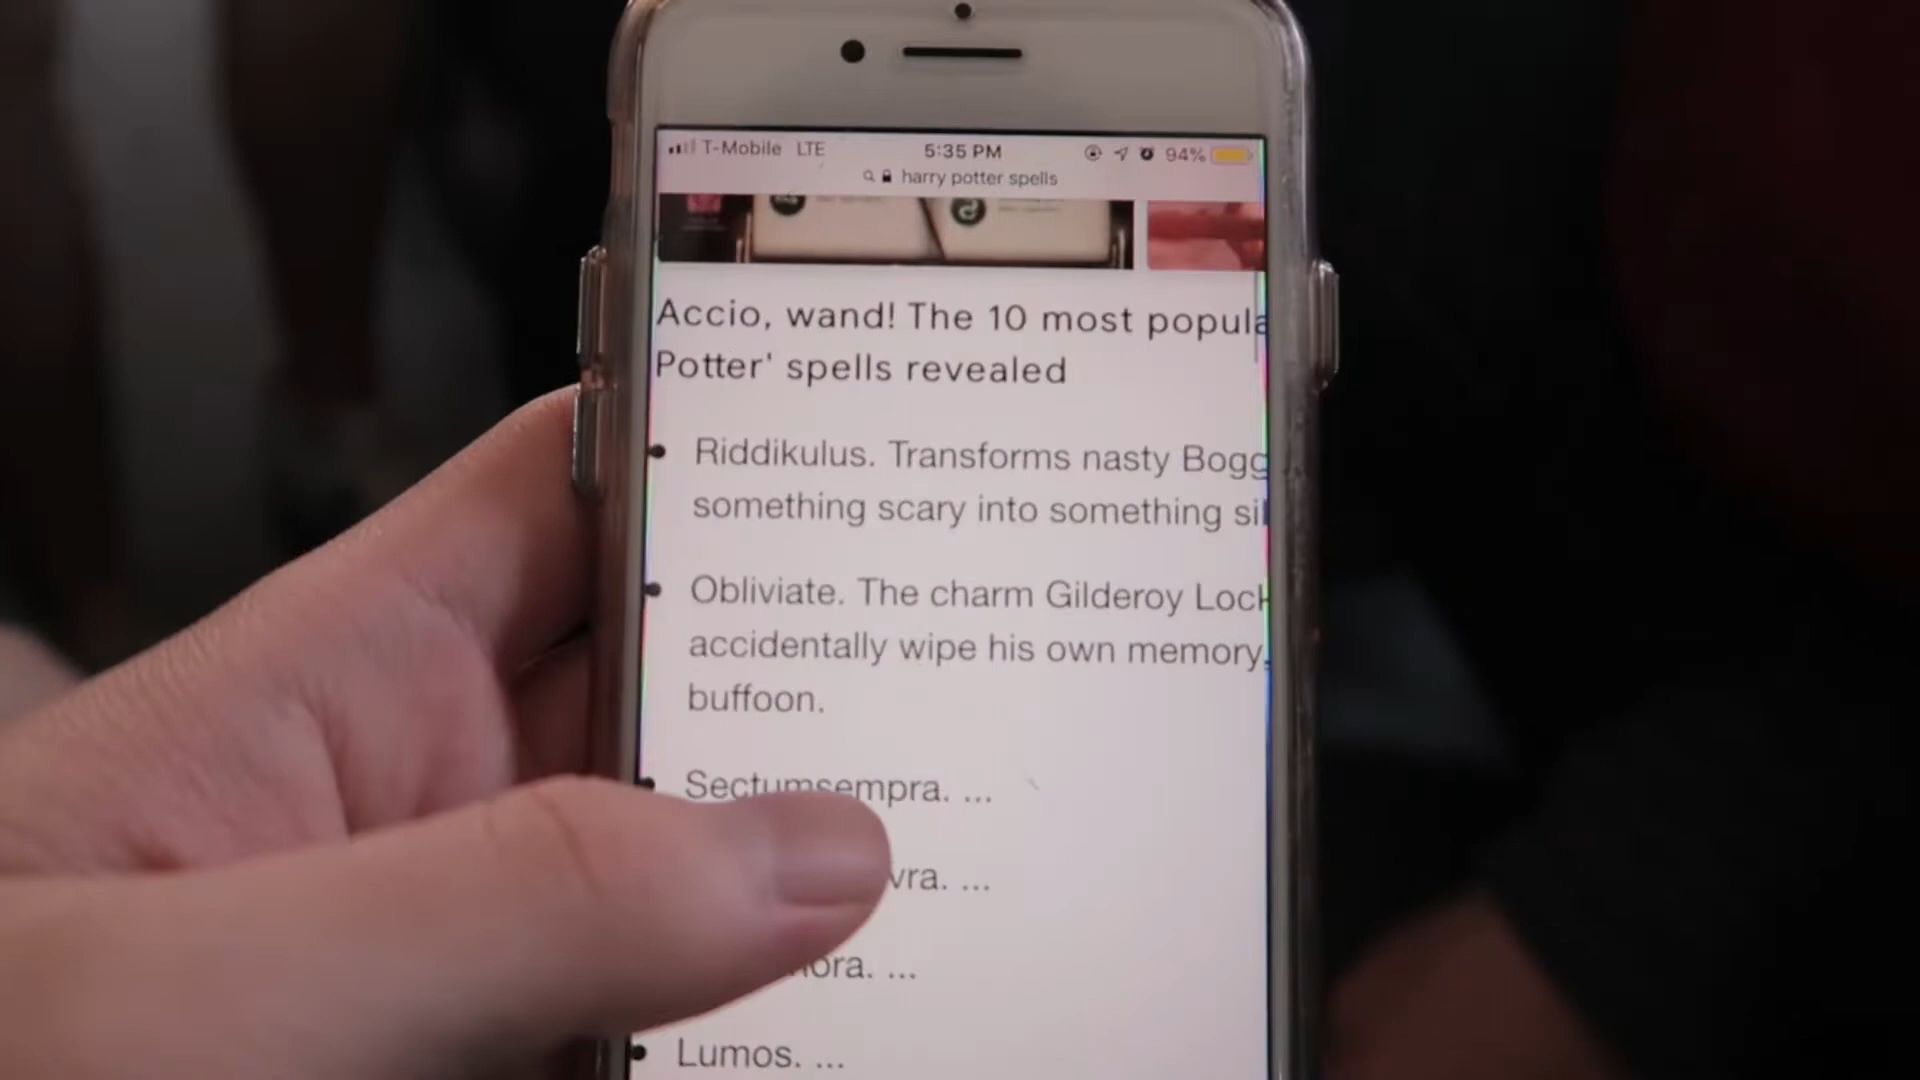 T-Mobile LTE 5:35 PM 94%
harry potter spells
Accio, wand! The 10 most popula
Potter' spells revealed
Riddikulus. Transforms nasty Bogg
something scary into something sil
Obliviate. The charm Gilderoy Lock
accidentally wipe his own memory,
buffoon.
Sectumsempra. ...
vra. ...
ora. ...
Lumos. ...